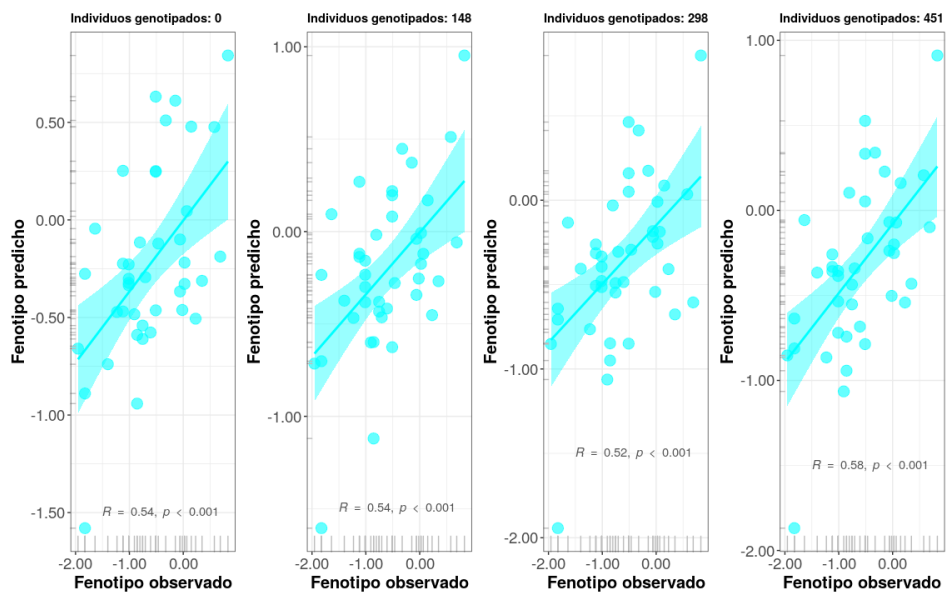 Individuos genotipados: 0
Individuos genotipados: 148
Individuos genotipados: 298
Individuos genotipados: 451
Fenotipo predicho
0.50
0.00
-0.50
-1.00
-1.50
R = 0.54, p < 0.001
-2.00 -1.00 0.00
Fenotipo observado
Fenotipo predicho
1.00
0.00
-1.00
R = 0.54, p < 0.001
-2.00 -1.00 0.00
Fenotipo observado
Fenotipo predicho
1.00
0.00
-1.00
-2.00
R = 0.52, p < 0.001
-2.00 -1.00 0.00
Fenotipo observado
Fenotipo predicho
1.00
0.00
-1.00
-2.00
R = 0.58, p < 0.001
-2.00 -1.00 0.00
Fenotipo observado